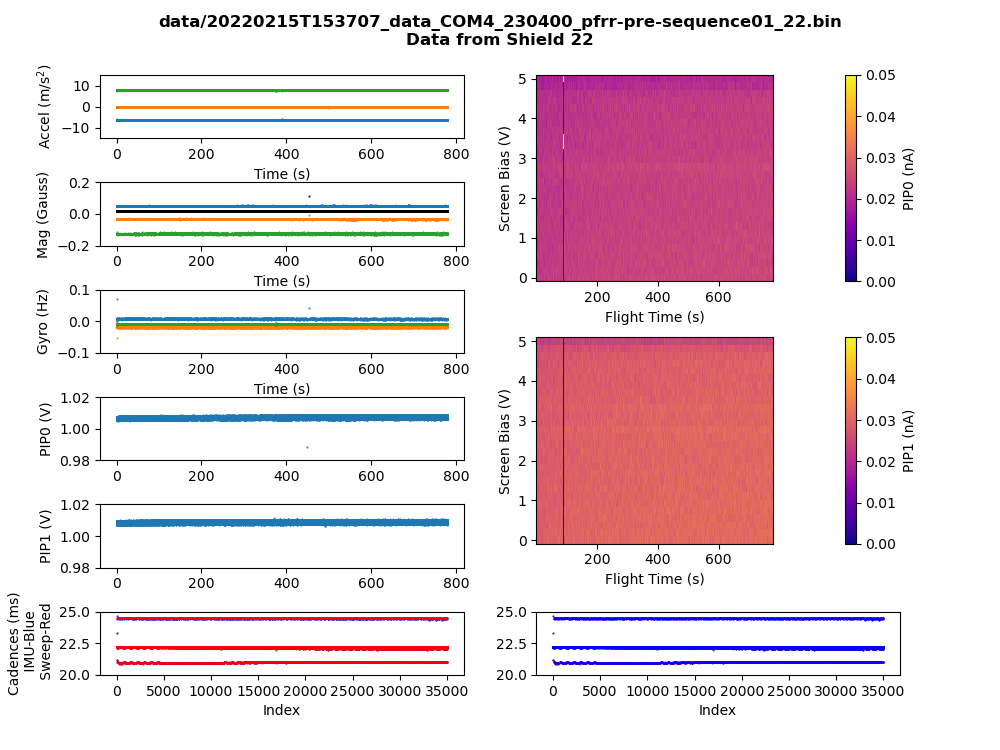 data/20220215T153707_data_COM4_230400_pfrr-pre-sequence01_22.bin
Data from Shield 22
Accel (m/s²)
10
0
−10
0 200 400 600 800
Time (s)
Mag (Gauss)
0.2
0.0
−0.2
0 200 400 600 800
Time (s)
Gyro (Hz)
0.1
0.0
−0.1
0 200 400 600 800
Time (s)
PIP0 (V)
1.02
1.00
0.98
0 200 400 600 800
PIP1 (V)
1.02
1.00
0.98
0 200 400 600 800
Cadences (ms)
IMU-Blue
Sweep-Red
25.0
22.5
20.0
0 5000 10000 15000 20000 25000 30000 35000
Index
Screen Bias (V)
5
4
3
2
1
0
200 400 600
Flight Time (s)
0.05
0.04
0.03
0.02
0.01
0.00
PIP0 (nA)
Screen Bias (V)
5
4
3
2
1
0
200 400 600
Flight Time (s)
0.05
0.04
0.03
0.02
0.01
0.00
PIP1 (nA)
25.0
22.5
20.0
0 5000 10000 15000 20000 25000 30000 35000
Index